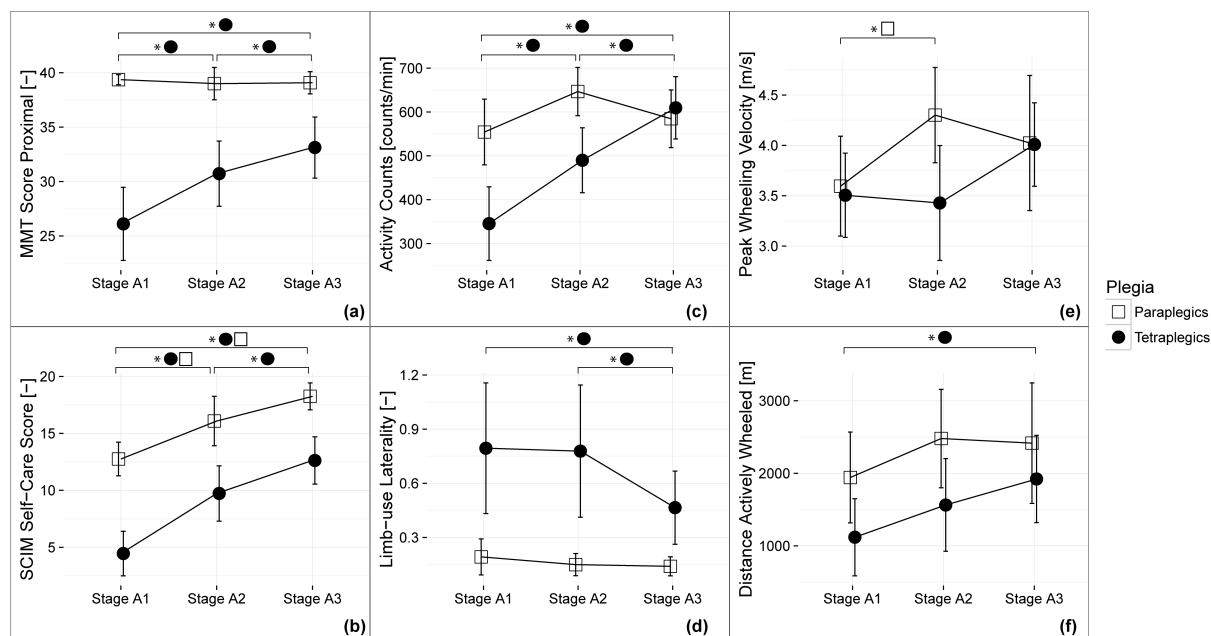 MMT Score Proximal [−]
*
* *
40
35
30
25
Stage A1 Stage A2 Stage A3
(a)
Activity Counts [counts/min]
*
* *
700
600
500
400
300
Stage A1 Stage A2 Stage A3
(c)
Peak Wheeling Velocity [m/s]
*
4.5
4.0
3.5
3.0
Stage A1 Stage A2 Stage A3
(e)
Plegia
Paraplegics
Tetraplegics
SCIM Self−Care Score [−]
*
* *
20
15
10
5
Stage A1 Stage A2 Stage A3
(b)
Limb−use Laterality [−]
*
*
1.2
0.9
0.6
0.3
Stage A1 Stage A2 Stage A3
(d)
Distance Actively Wheeled [m]
*
3000
2000
1000
Stage A1 Stage A2 Stage A3
(f)